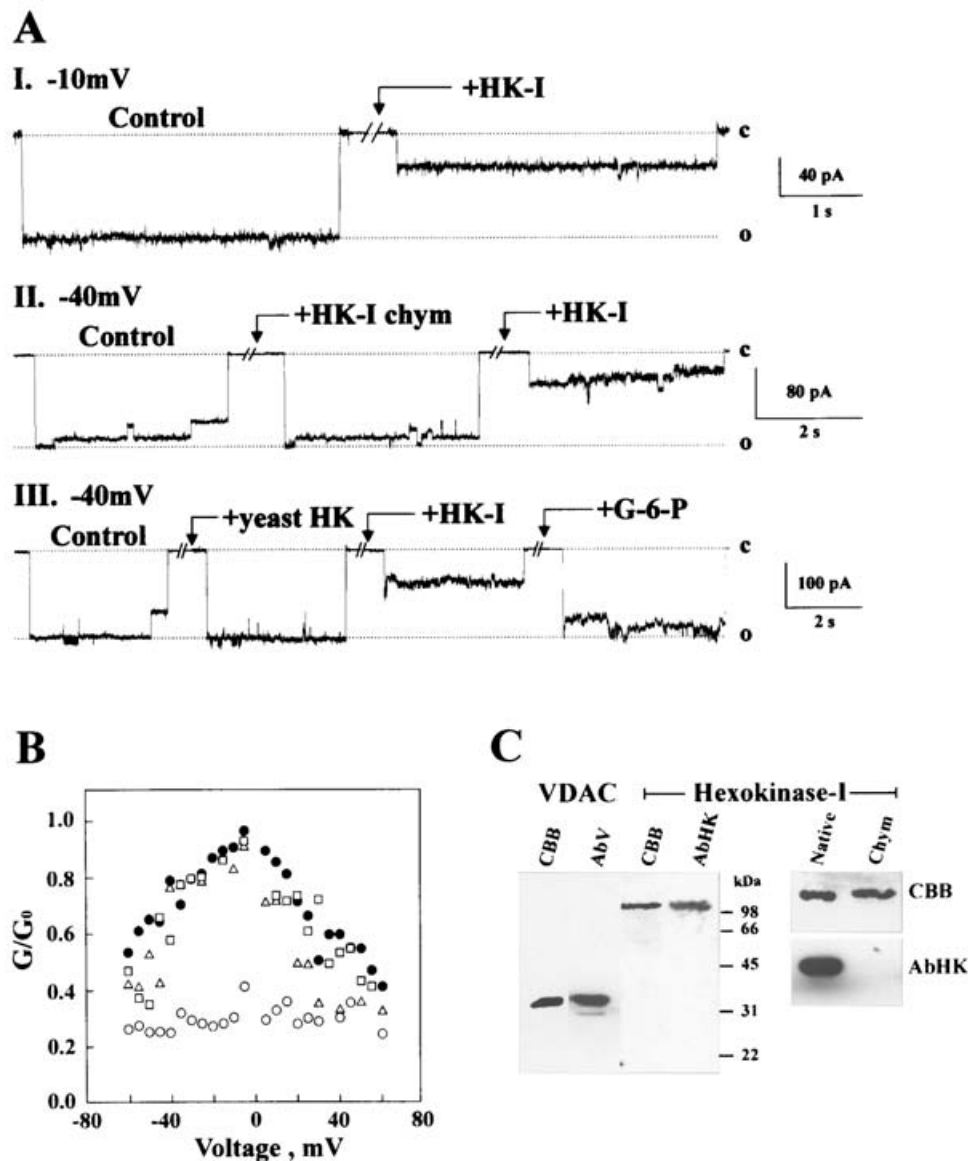 A
I. -10mV
Control
+HK-I
c
40 pA
1 s
o
II. -40mV
Control
+HK-I chym
+HK-I
c
80 pA
2 s
o
III. -40mV
Control
+yeast HK
+HK-I
+G-6-P
c
100 pA
2 s
o
B
G/G₀
1.0
0.8
0.6
0.4
0.2
0.0
-80
-40
0
40
80
Voltage , mV
C
VDAC
Hexokinase-I
CBB
AbV
CBB
AbHK
Native
Chym
kDa
98
66
45
31
22
CBB
AbHK